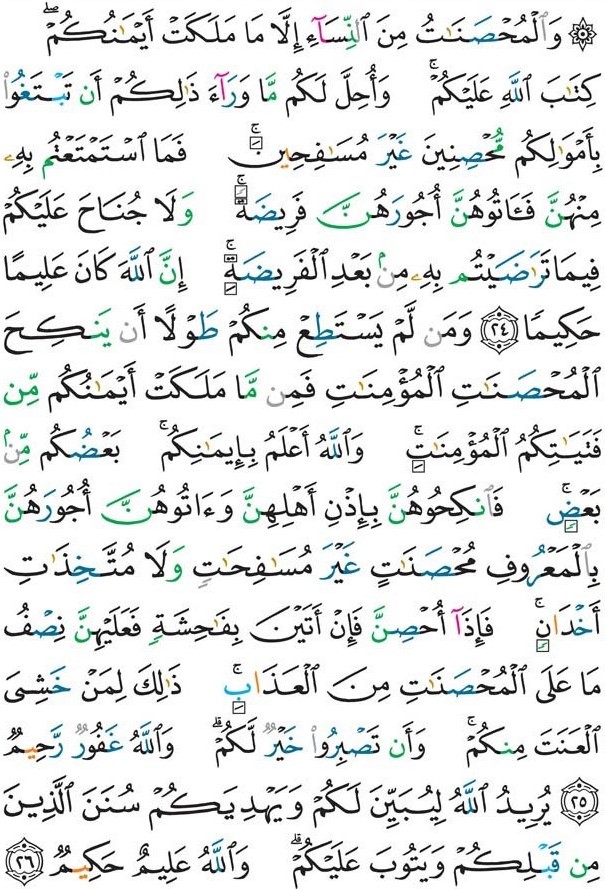 ۞ وَٱلْمُحْصَنَٰتُ مِنَ ٱلنِّسَآءِ إِلَّا مَا مَلَكَتْ أَيْمَٰنُكُمْ ۖ
كِتَٰبَ ٱللَّهِ عَلَيْكُمْ ۚ وَأُحِلَّ لَكُم مَّا وَرَآءَ ذَٰلِكُمْ أَن تَبْتَغُوا۟
بِأَمْوَٰلِكُم مُّحْصِنِينَ غَيْرَ مُسَٰفِحِينَ ۚ فَمَا ٱسْتَمْتَعْتُم بِهِۦ
مِنْهُنَّ فَـَٔاتُوهُنَّ أُجُورَهُنَّ فَرِيضَةً ۚ وَلَا جُنَاحَ عَلَيْكُمْ
فِيمَا تَرَٰضَيْتُم بِهِۦ مِنۢ بَعْدِ ٱلْفَرِيضَةِ ۚ إِنَّ ٱللَّهَ كَانَ عَلِيمًا
حَكِيمًا ﴿٢٤﴾ وَمَن لَّمْ يَسْتَطِعْ مِنكُمْ طَوْلًا أَن يَنكِحَ
ٱلْمُحْصَنَٰتِ ٱلْمُؤْمِنَٰتِ فَمِن مَّا مَلَكَتْ أَيْمَٰنُكُم مِّن
فَتَيَٰتِكُمُ ٱلْمُؤْمِنَٰتِ ۚ وَٱللَّهُ أَعْلَمُ بِإِيمَٰنِكُم ۚ بَعْضُكُم مِّنۢ
بَعْضٍ ۚ فَٱنكِحُوهُنَّ بِإِذْنِ أَهْلِهِنَّ وَءَاتُوهُنَّ أُجُورَهُنَّ
بِٱلْمَعْرُوفِ مُحْصَنَٰتٍ غَيْرَ مُسَٰفِحَٰتٍ وَلَا مُتَّخِذَٰتِ
أَخْدَانٍ ۚ فَإِذَآ أُحْصِنَّ فَإِنْ أَتَيْنَ بِفَٰحِشَةٍ فَعَلَيْهِنَّ نِصْفُ
مَا عَلَى ٱلْمُحْصَنَٰتِ مِنَ ٱلْعَذَابِ ۚ ذَٰلِكَ لِمَنْ خَشِىَ
ٱلْعَنَتَ مِنكُمْ ۚ وَأَن تَصْبِرُوا۟ خَيْرٌ لَّكُمْ ۗ وَٱللَّهُ غَفُورٌ رَّحِيمٌ
﴿٢٥﴾ يُرِيدُ ٱللَّهُ لِيُبَيِّنَ لَكُمْ وَيَهْدِيَكُمْ سُنَنَ ٱلَّذِينَ
مِن قَبْلِكُمْ وَيَتُوبَ عَلَيْكُمْ ۗ وَٱللَّهُ عَلِيمٌ حَكِيمٌ ﴿٢٦﴾